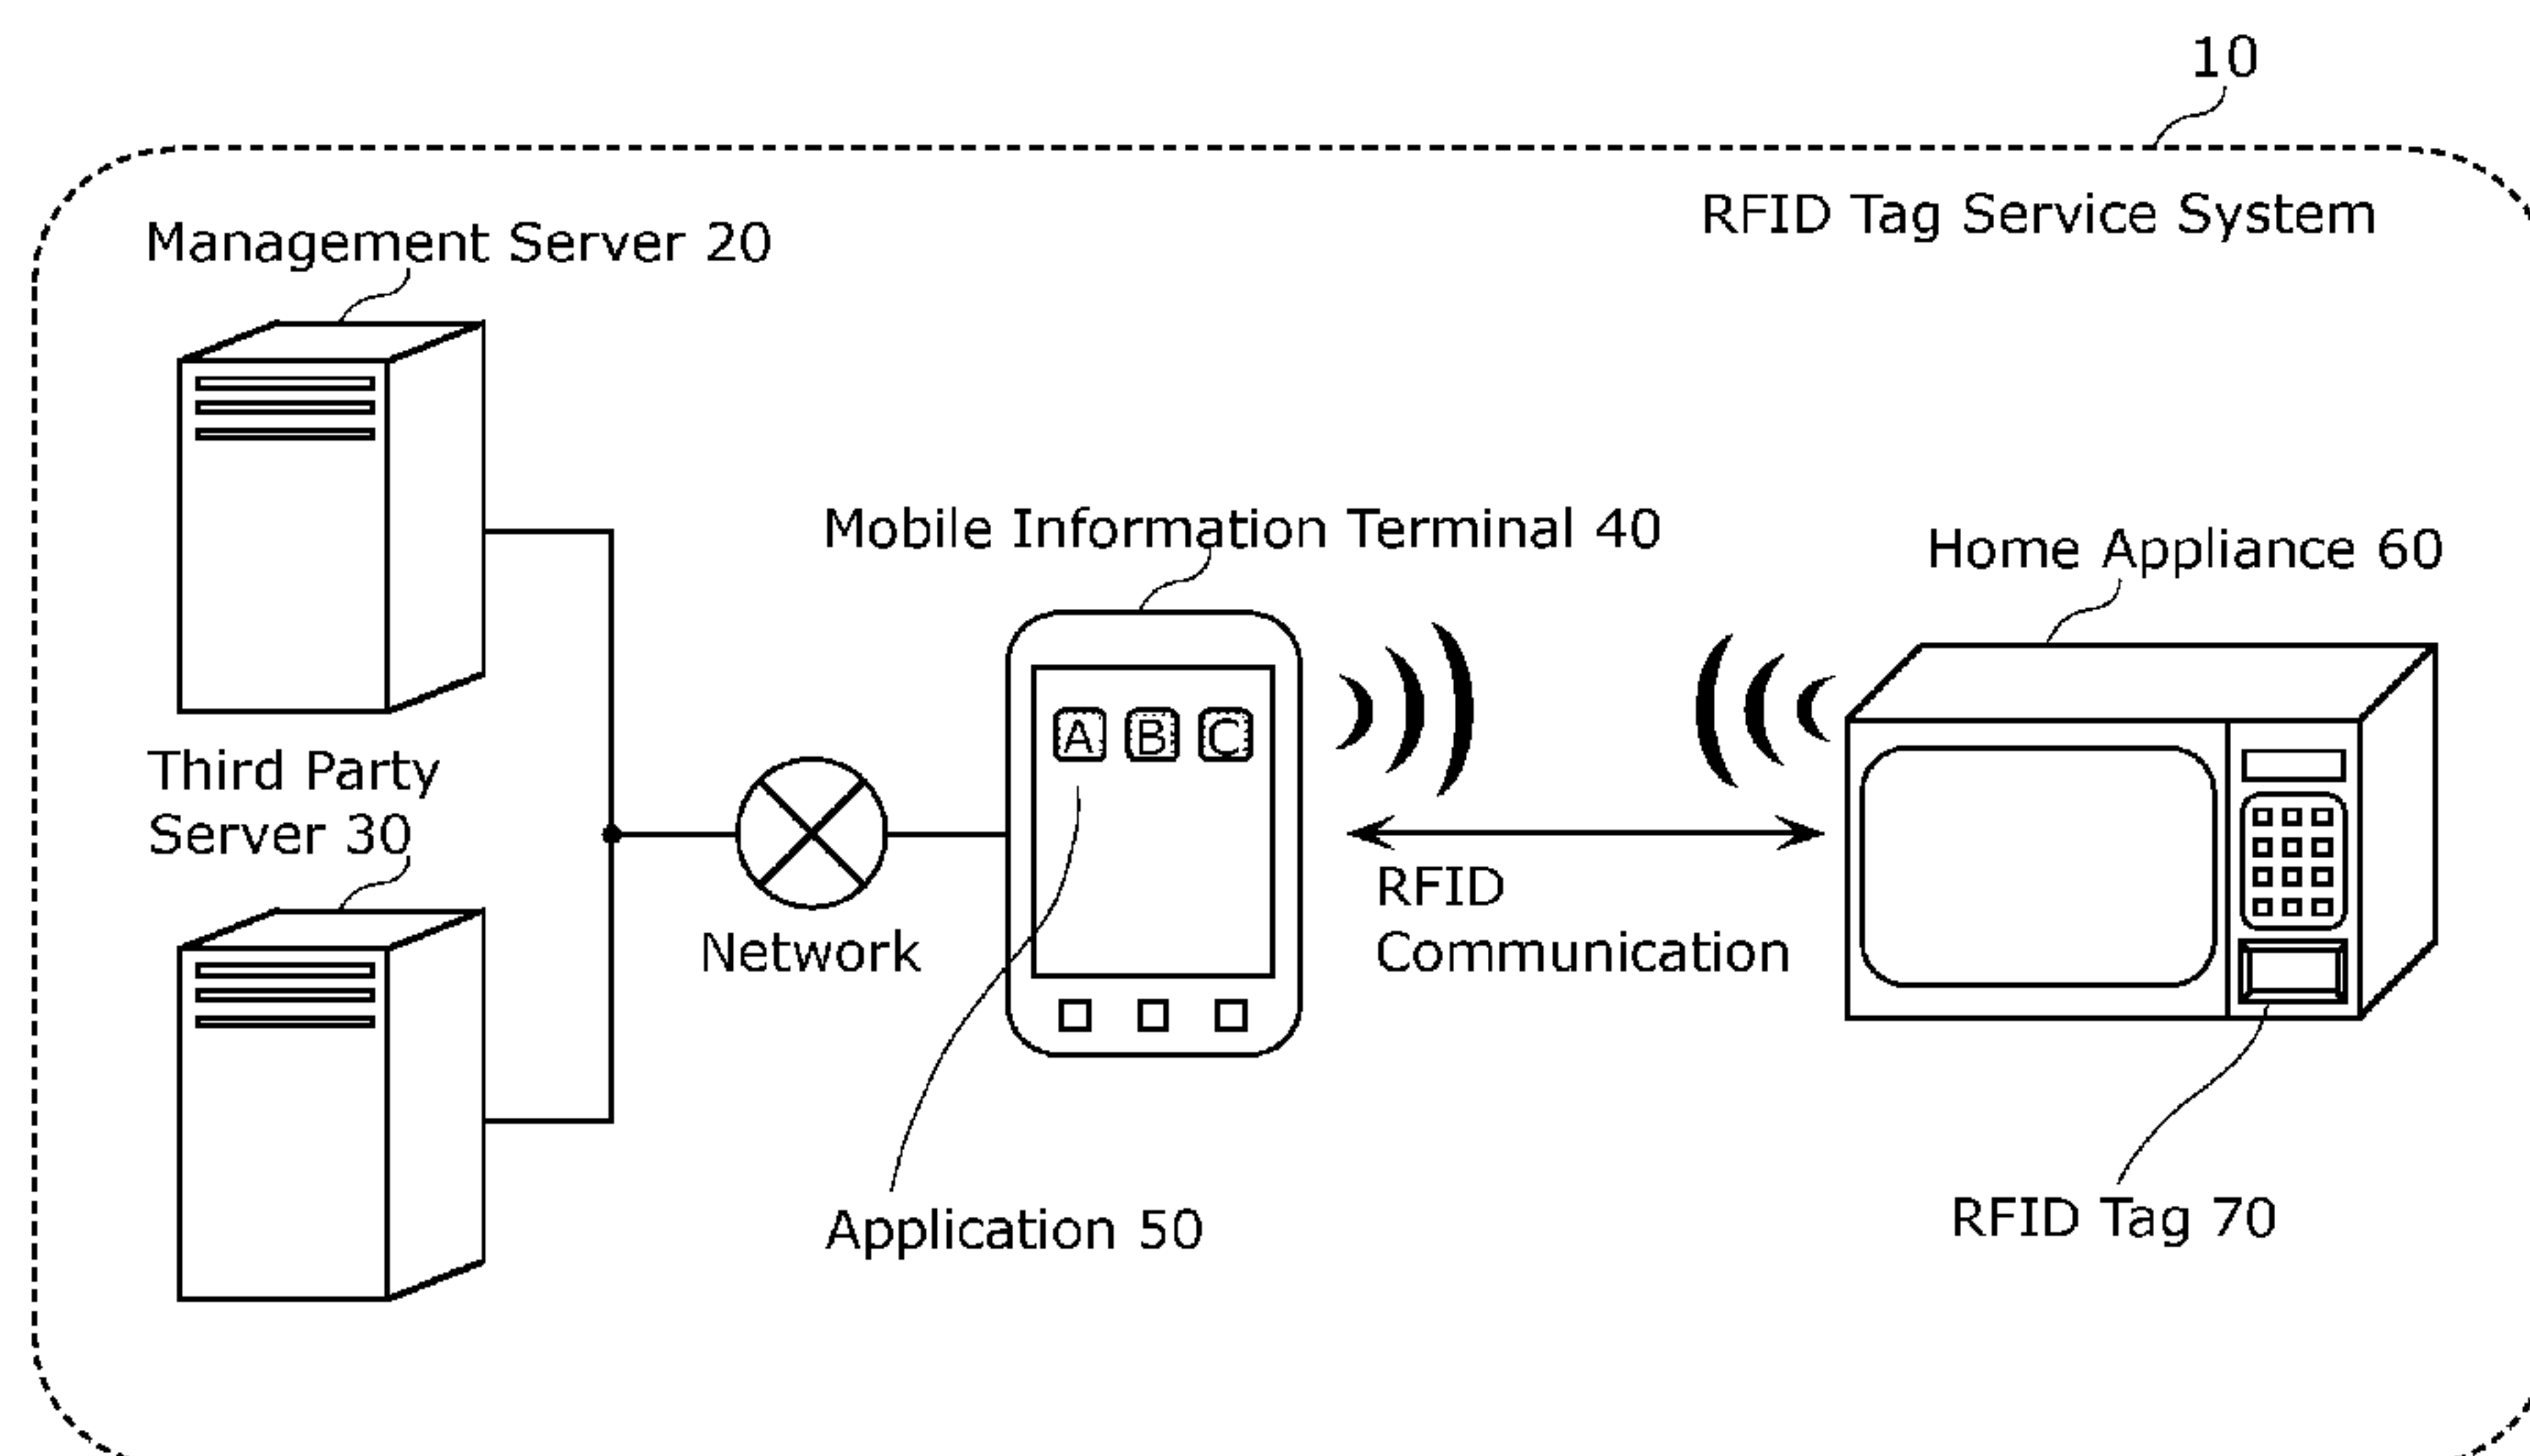 10
RFID Tag Service System
Management Server 20
Mobile Information Terminal 40
Home Appliance 60
A B C
Third Party
Server 30
RFID
Communication
Network
Application 50
RFID Tag 70